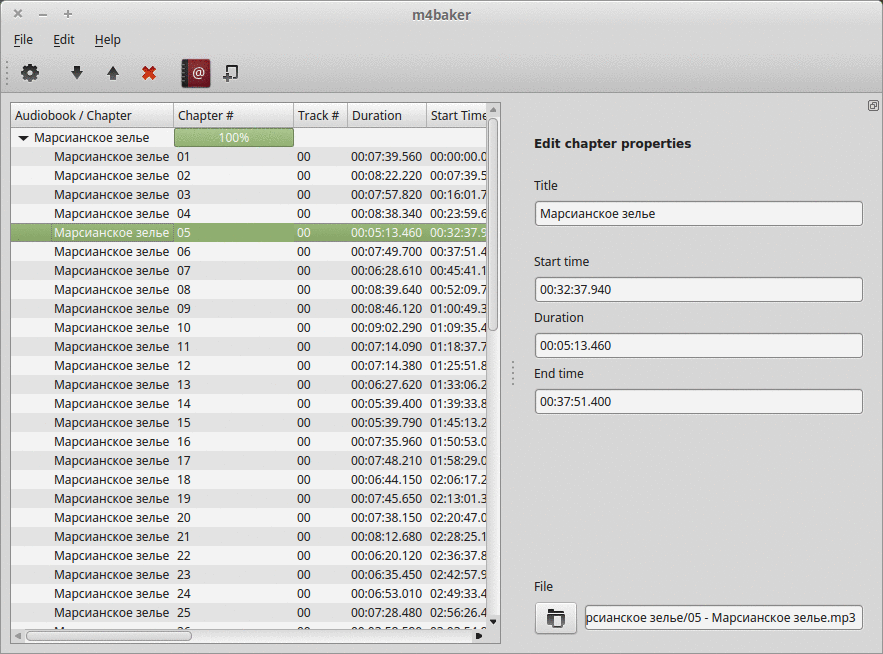 m4baker
File Edit Help
@
Audiobook / Chapter Chapter # Track # Duration Start Time
Марсианское зелье 100%
Марсианское зелье 01 00 00:07:39.560 00:00:00.0
Марсианское зелье 02 00 00:08:22.220 00:07:39.5
Марсианское зелье 03 00 00:07:57.820 00:16:01.7
Марсианское зелье 04 00 00:08:38.340 00:23:59.6
Марсианское зелье 05 00 00:05:13.460 00:32:37.9
Марсианское зелье 06 00 00:07:49.700 00:37:51.4
Марсианское зелье 07 00 00:06:28.610 00:45:41.1
Марсианское зелье 08 00 00:08:39.640 00:52:09.7
Марсианское зелье 09 00 00:08:46.120 01:00:49.3
Марсианское зелье 10 00 00:09:02.290 01:09:35.4
Марсианское зелье 11 00 00:07:14.090 01:18:37.7
Марсианское зелье 12 00 00:07:14.380 01:25:51.8
Марсианское зелье 13 00 00:06:27.620 01:33:06.2
Марсианское зелье 14 00 00:05:39.400 01:39:33.8
Марсианское зелье 15 00 00:05:39.790 01:45:13.2
Марсианское зелье 16 00 00:07:35.960 01:50:53.0
Марсианское зелье 17 00 00:07:48.210 01:58:29.0
Марсианское зелье 18 00 00:06:44.150 02:06:17.2
Марсианское зелье 19 00 00:07:45.650 02:13:01.3
Марсианское зелье 20 00 00:07:38.150 02:20:47.0
Марсианское зелье 21 00 00:08:12.680 02:28:25.1
Марсианское зелье 22 00 00:06:20.120 02:36:37.8
Марсианское зелье 23 00 00:06:35.450 02:42:57.9
Марсианское зелье 24 00 00:06:53.010 02:49:33.4
Марсианское зелье 25 00 00:07:28.480 02:56:26.4
Edit chapter properties
Title
Марсианское зелье
Start time
00:32:37.940
Duration
00:05:13.460
End time
00:37:51.400
File
рсианское зелье/05 - Марсианское зелье.mp3